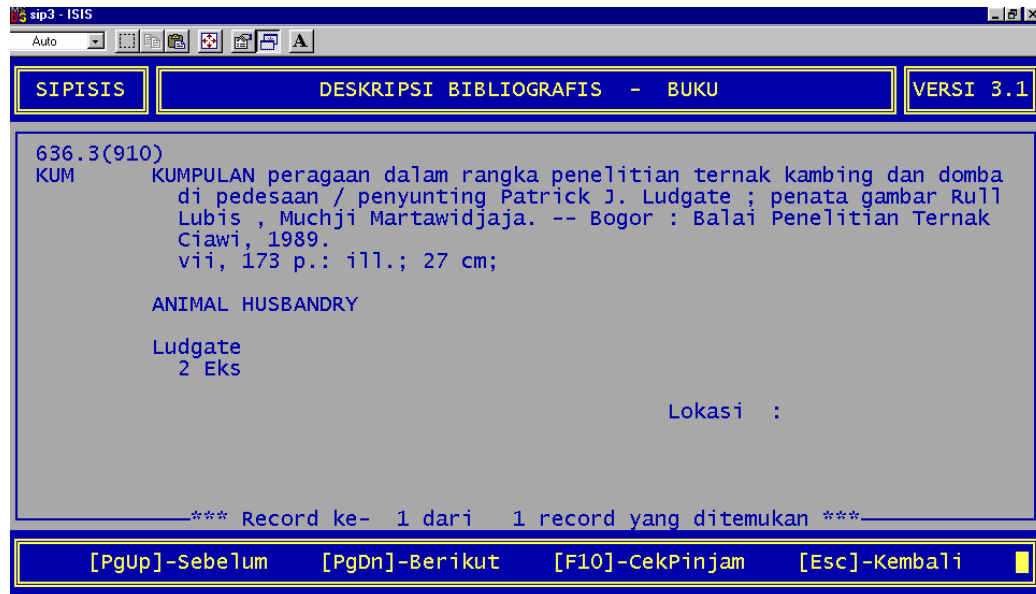 sip3 - ISIS
Auto
A
SIPISIS
DESKRIPSI BIBLIOGRAFIS - BUKU
VERSI 3.1
636.3(910)
KUM KUMPULAN peragaan dalam rangka penelitian ternak kambing dan domba
di pedesaan / penyunting Patrick J. Ludgate ; penata gambar Rull
Lubis , Muchji Martawidjaja. -- Bogor : Balai Penelitian Ternak
Ciawi, 1989.
vii, 173 p.: ill.; 27 cm;
ANIMAL HUSBANDRY
Ludgate
2 Eks
Lokasi :
*** Record ke- 1 dari 1 record yang ditemukan ***
[PgUp]-Sebelum [PgDn]-Berikut [F10]-CekPinjam [Esc]-Kembali